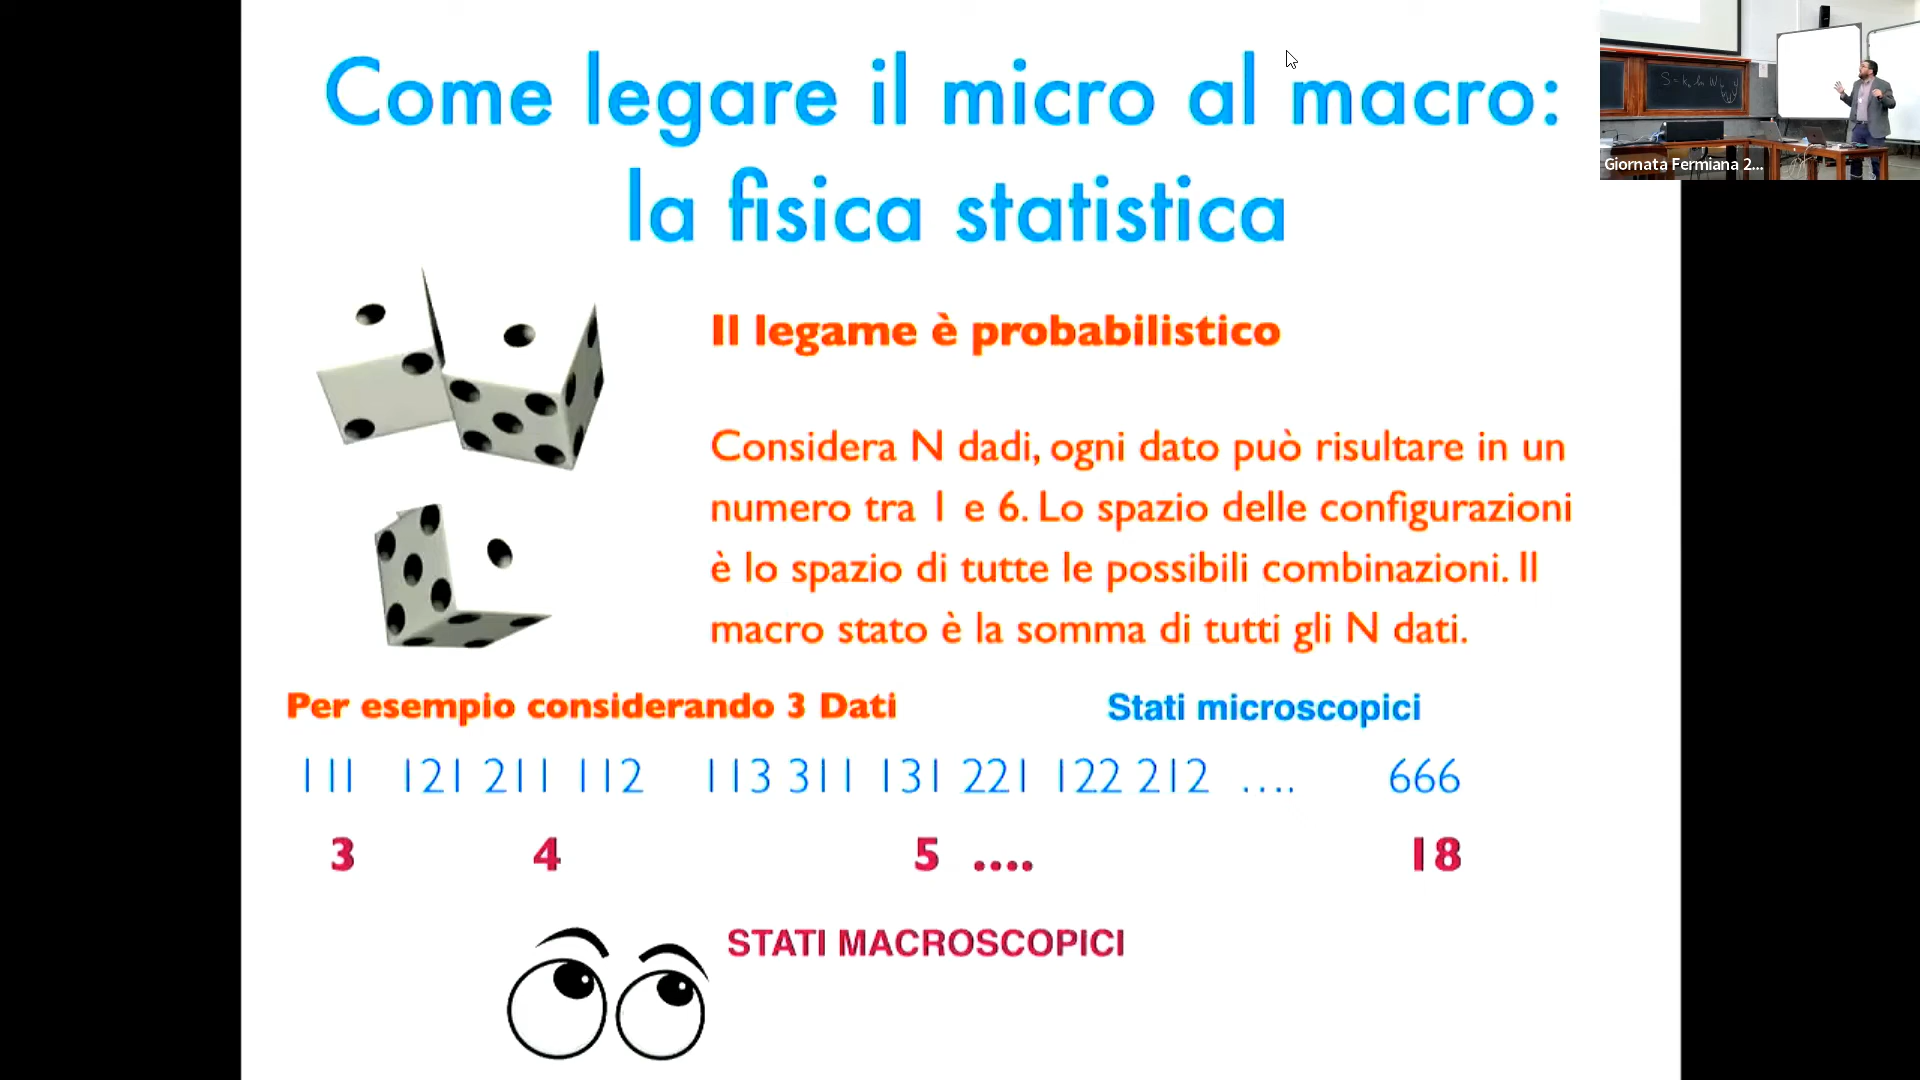 Come legare il micro al macro:
la fisica statistica
Il legame è probabilistico
Considera N dadi, ogni dato può risultare in un
numero tra 1 e 6. Lo spazio delle configurazioni
è lo spazio di tutte le possibili combinazioni. Il
macro stato è la somma di tutti gli N dati.
Per esempio considerando 3 Dati
Stati microscopici
111 121 211 112 113 311 131 221 122 212 .... 666
3 4 5 .... 18
STATI MACROSCOPICI
Giornata Fermiana 2...